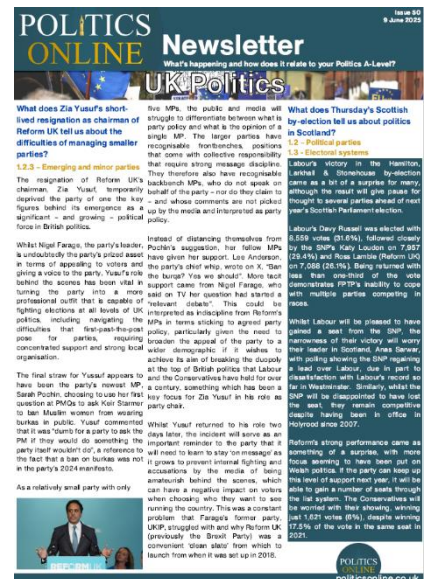 POLITICS
ONLINE
Issue 50
9 June 2025
Newsletter
What's happening and how does it relate to your Politics A-Level?
UK Politics
What does Zia Yusuf's short-
lived resignation as chairman of
Reform UK tell us about the
difficulties of managing smaller
parties?
1.2.3 – Emerging and minor parties
The resignation of Reform UK's
chairman, Zia Yusuf, temporarily
deprived the party of one the key
figures behind its emergence as a
significant – and growing – political
force in British politics.
Whilst Nigel Farage, the party's leader,
is undoubtedly the party's prized asset
in terms of appealing to voters and
giving a voice to the party, Yusuf's role
behind the scenes has been vital in
turning the party into a more
professional outfit that is capable of
fighting elections at all levels of UK
politics, including navigating the
difficulties that first-past-the-post
pose for parties, requiring
concentrated support and strong local
organisation.
The final straw for Yussuf appears to
have been the party's newest MP,
Sarah Pochin, choosing to use her first
question at PMQs to ask Keir Starmer
to ban Muslim women from wearing
burkas in public. Yusuf commented
that it was 'dumb for a party to ask the
PM if they would do something the
party itself wouldn't do', a reference to
the fact that a ban on burkas was not
in the party's 2024 manifesto.
As a relatively small party with only
five MPs, the public and media will
struggle to differentiate between what is
party policy and what is the opinion of a
single MP. The larger parties have
recognisable frontbenches, positions
that come with collective responsibility
that require strong message discipline.
They therefore also have recognisable
backbench MPs, who do not speak on
behalf of the party – nor do they claim to
– and whose comments are not picked
up by the media and interpreted as party
policy.
Instead of distancing themselves from
Pochin's suggestion, her fellow MPs
have given her support. Lee Anderson,
the party's chief whip, wrote on X, "Ban
the burqa? Yes we should". More tacit
support came from Nigel Farage, who
said on TV her question had started a
"relevant debate". This could be
interpreted as indiscipline from Reform's
MPs in terms sticking to agreed party
policy, particularly given the need to
broaden the appeal of the party to a
wider demographic if it wishes to
achieve its aim of breaking the duopoly
at the top of British politics that Labour
and the Conservatives have held for over
a century, something which has been a
key focus for Zia Yusuf in his role as
party chair.
Whilst Yusuf returned to his role two
days later, the incident will serve as an
important reminder to the party that it
will need to learn to stay 'on message' as
it grows to prevent internal fighting and
accusations by the media of being
amateurish behind the scenes, which
can have a negative impact on voters
when choosing who they want to see
running the country. This was a constant
problem that Farage's former party,
UKIP, struggled with and why Reform UK
(previously the Brexit Party) was a
convenient 'clean slate' from which to
launch from when it was set up in 2018.
What does Thursday's Scottish
by-election tell us about politics
in Scotland?
1.2 – Political parties
1.3 – Electoral systems
Labour's victory in the Hamilton,
Larkhall & Stonehouse by-election
came as a bit of a surprise for many,
although the result will give pause for
thought to several parties ahead of next
year's Scottish Parliament election.
Labour's Davy Russell was elected with
8,559 votes (31.6%), followed closely
by the SNP's Katy Loudon on 7,957
(29.4%) and Ross Lambie (Reform UK)
on 7,088 (26.1%). Being returned with
less than one-third of the vote
demonstrates FPTP's inability to cope
with multiple parties competing in
races.
Whilst Labour will be pleased to have
gained a seat from the SNP, the
narrowness of their victory will worry
their leader in Scotland, Anas Sarwar,
with polling showing the SNP regaining
a lead over Labour, due in part to
dissatisfaction with Labour's record so
far in Westminster. Similarly, whilst the
SNP will be disappointed to have lost
the seat, they remain competitive
despite having been in office in
Holyrood since 2007.
Reform's strong performance came as
something of a surprise, with more
focus seeming to have been put on
Welsh politics. If the party can keep up
this level of support next year, it will be
able to gain a number of seats through
the list system. The Conservatives will
be worried with their showing, winning
just 1,621 votes (6%), despite winning
17.5% of the vote in the same seat in
2021.
REFORM UK
POLITICS
ONLINE
politicsonline.co.uk